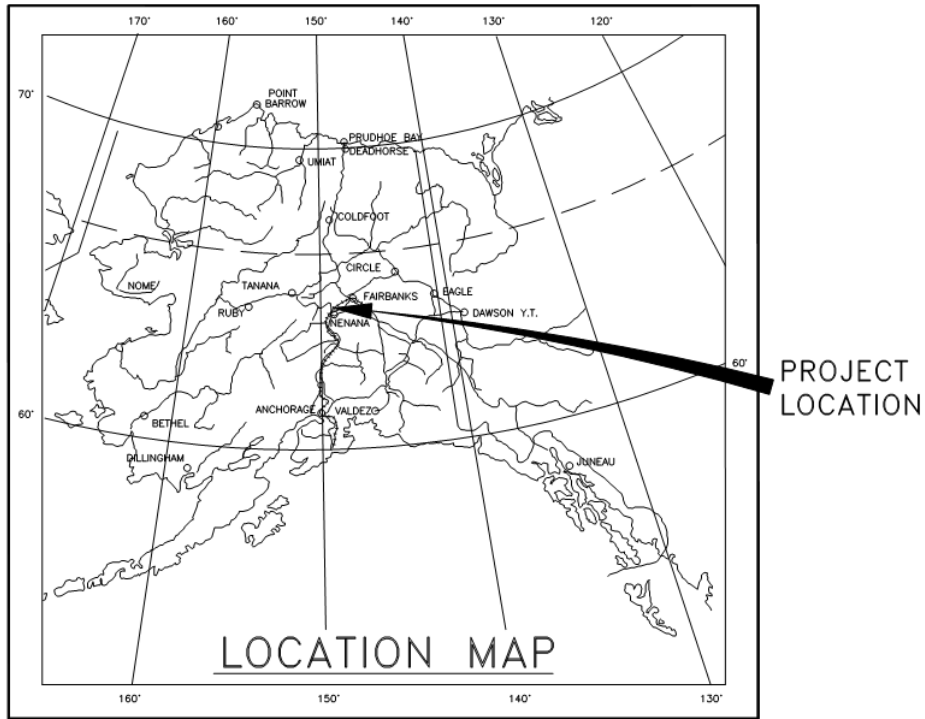 170° 160° 150° 140° 130° 120°
70°
POINT
BARROW
PRUDHOE BAY
DEADHORSE
UMIAT
COLDFOOT
CIRCLE
NOME
TANANA
FAIRBANKS
EAGLE
RUBY
NENANA
DAWSON Y.T.
60°
PROJECT
LOCATION
60°
ANCHORAGE
VALDEZ
BETHEL
DILLINGHAM
JUNEAU
LOCATION MAP
160° 150° 140° 130°